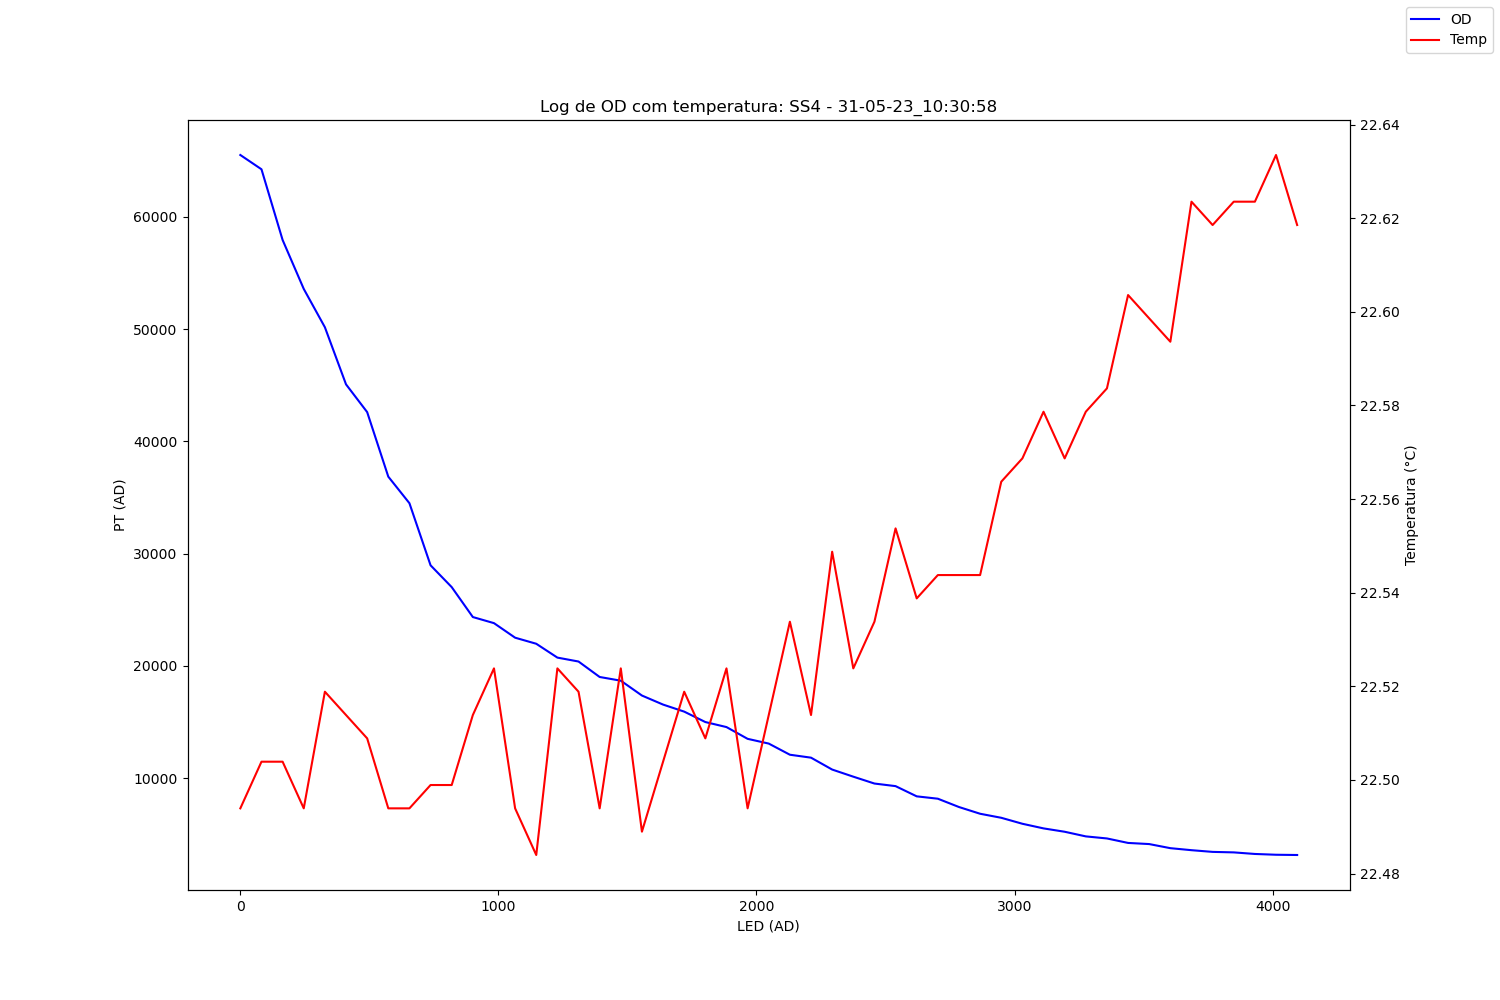 OD
Temp
Log de OD com temperatura: SS4 - 31-05-23_10:30:58
60000
50000
40000
30000
20000
10000
PT (AD)
22.64
22.62
22.60
22.58
22.56
22.54
22.52
22.50
22.48
Temperatura (°C)
0 1000 2000 3000 4000
LED (AD)